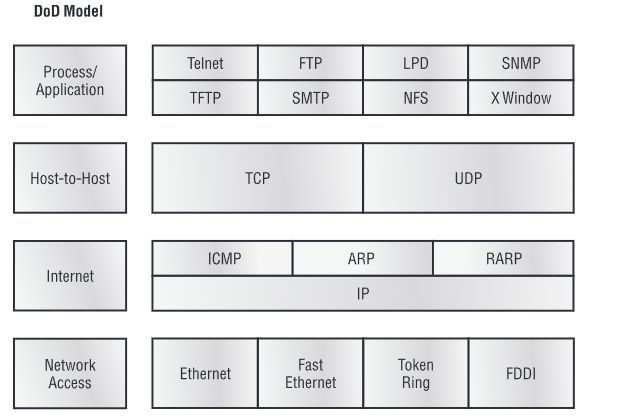 DoD Model
Process/
Application
Telnet FTP LPD SNMP
TFTP SMTP NFS X Window
Host-to-Host
TCP UDP
Internet
ICMP ARP RARP
IP
Network
Access
Ethernet
Fast
Ethernet
Token
Ring
FDDI